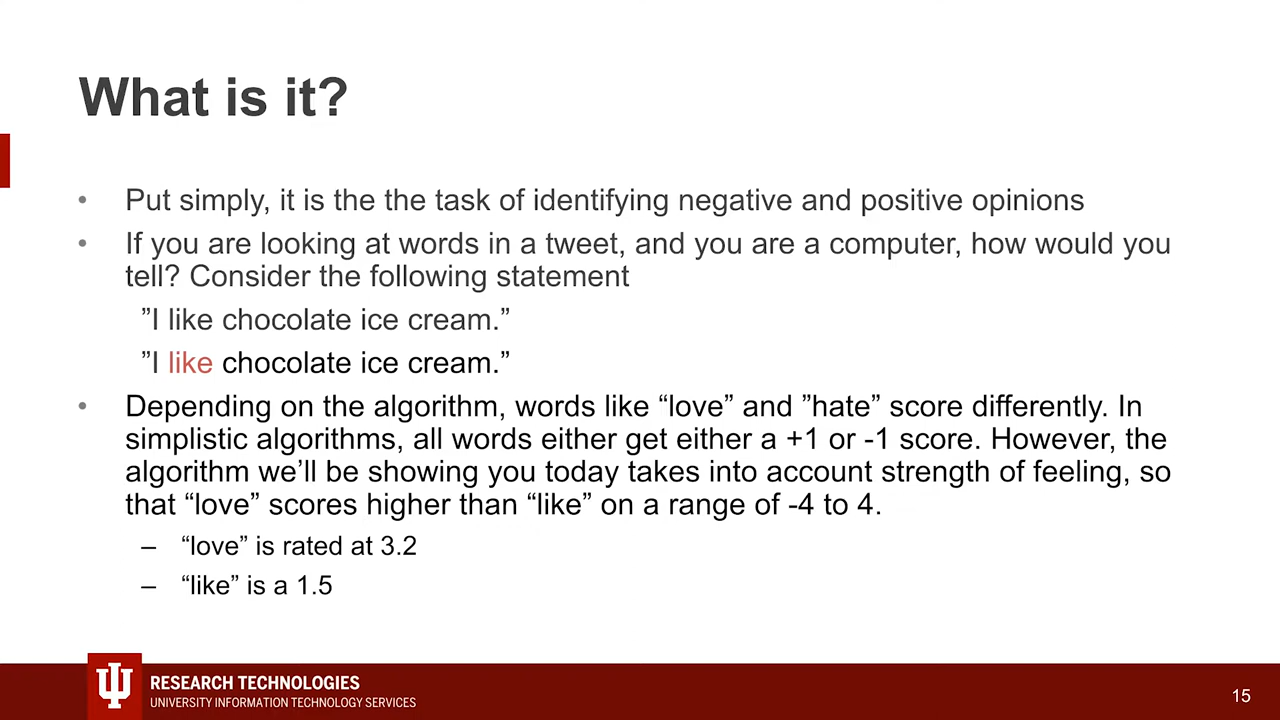 What is it?
• Put simply, it is the the task of identifying negative and positive opinions
• If you are looking at words in a tweet, and you are a computer, how would you
tell? Consider the following statement
”I like chocolate ice cream.”
”I like chocolate ice cream.”
• Depending on the algorithm, words like “love” and ”hate” score differently. In
simplistic algorithms, all words either get either a +1 or -1 score. However, the
algorithm we’ll be showing you today takes into account strength of feeling, so
that “love” scores higher than “like” on a range of -4 to 4.
– “love” is rated at 3.2
– “like” is a 1.5
RESEARCH TECHNOLOGIES
UNIVERSITY INFORMATION TECHNOLOGY SERVICES
15